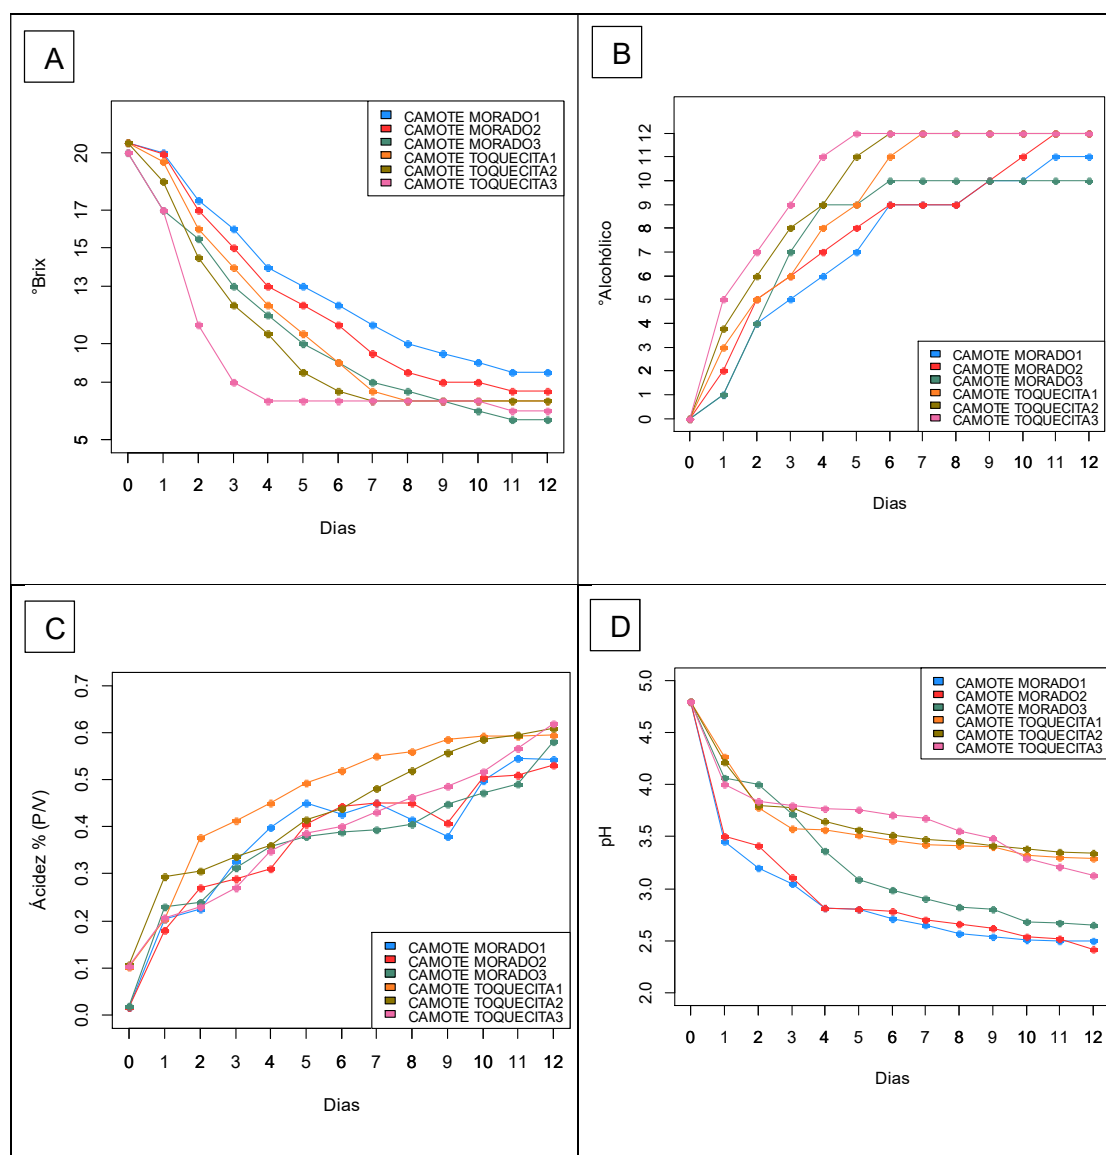 A
°Brix
20
17
15
13
10
8
5
CAMOTE MORADO1
CAMOTE MORADO2
CAMOTE MORADO3
CAMOTE TOQUECITA1
CAMOTE TOQUECITA2
CAMOTE TOQUECITA3
0 1 2 3 4 5 6 7 8 9 10 11 12
Dias
B
°Alcohólico
12
11
10
9
8
7
6
5
4
3
2
1
0
CAMOTE MORADO1
CAMOTE MORADO2
CAMOTE MORADO3
CAMOTE TOQUECITA1
CAMOTE TOQUECITA2
CAMOTE TOQUECITA3
0 1 2 3 4 5 6 7 8 9 10 11 12
Dias
C
Ácidez % (P/V)
0.7
0.6
0.5
0.4
0.3
0.2
0.1
0.0
CAMOTE MORADO1
CAMOTE MORADO2
CAMOTE MORADO3
CAMOTE TOQUECITA1
CAMOTE TOQUECITA2
CAMOTE TOQUECITA3
0 1 2 3 4 5 6 7 8 9 10 11 12
Dias
D
pH
5.0
4.5
4.0
3.5
3.0
2.5
2.0
CAMOTE MORADO1
CAMOTE MORADO2
CAMOTE MORADO3
CAMOTE TOQUECITA1
CAMOTE TOQUECITA2
CAMOTE TOQUECITA3
0 1 2 3 4 5 6 7 8 9 10 11 12
Dias